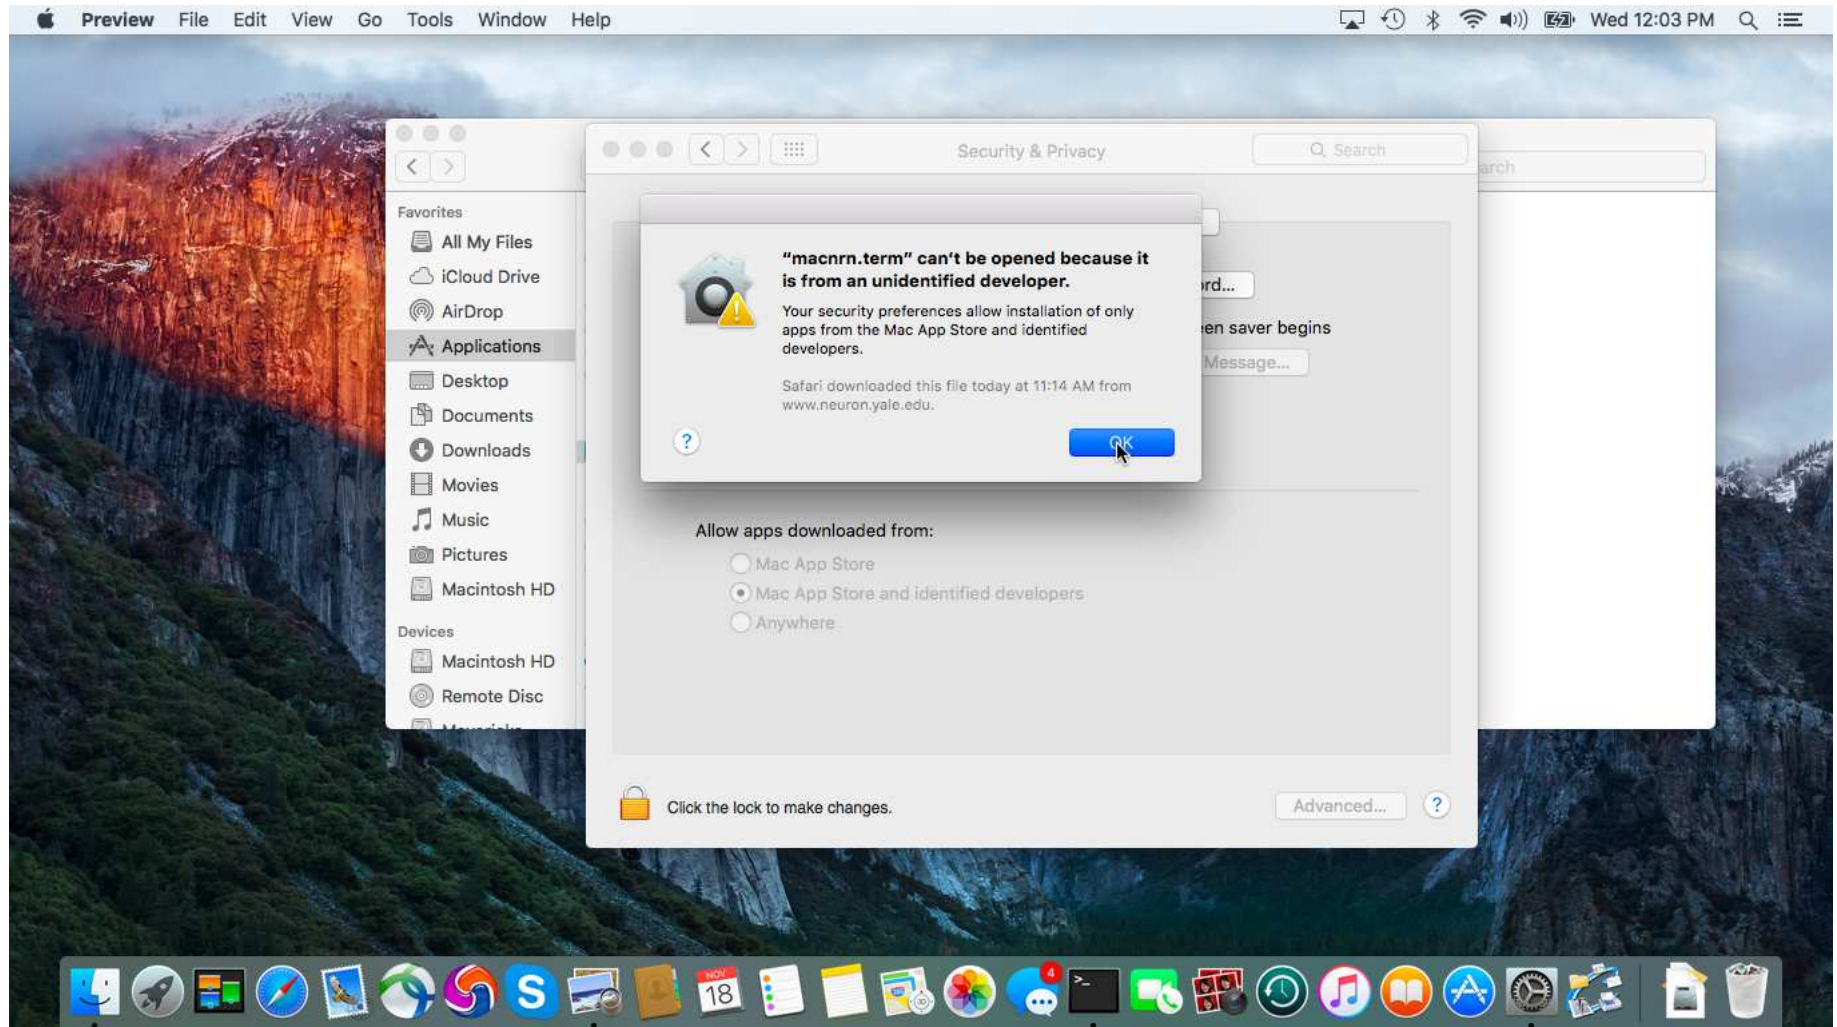 Preview File Edit View Go Tools Window Help
Wed 12:03 PM
Security & Privacy
Search
arch
Favorites
All My Files
iCloud Drive
AirDrop
Applications
Desktop
Documents
Downloads
Movies
Music
Pictures
Macintosh HD
Devices
Macintosh HD
Remote Disc
Mavericks
“macnrn.term” can’t be opened because it
is from an unidentified developer.
Your security preferences allow installation of only
apps from the Mac App Store and identified
developers.
Safari downloaded this file today at 11:14 AM from
www.neuron.yale.edu.
?
OK
ord...
een saver begins
Message...
Allow apps downloaded from:
Mac App Store
Mac App Store and identified developers
Anywhere
Click the lock to make changes.
Advanced...
?
S
NOV
18
4
>_